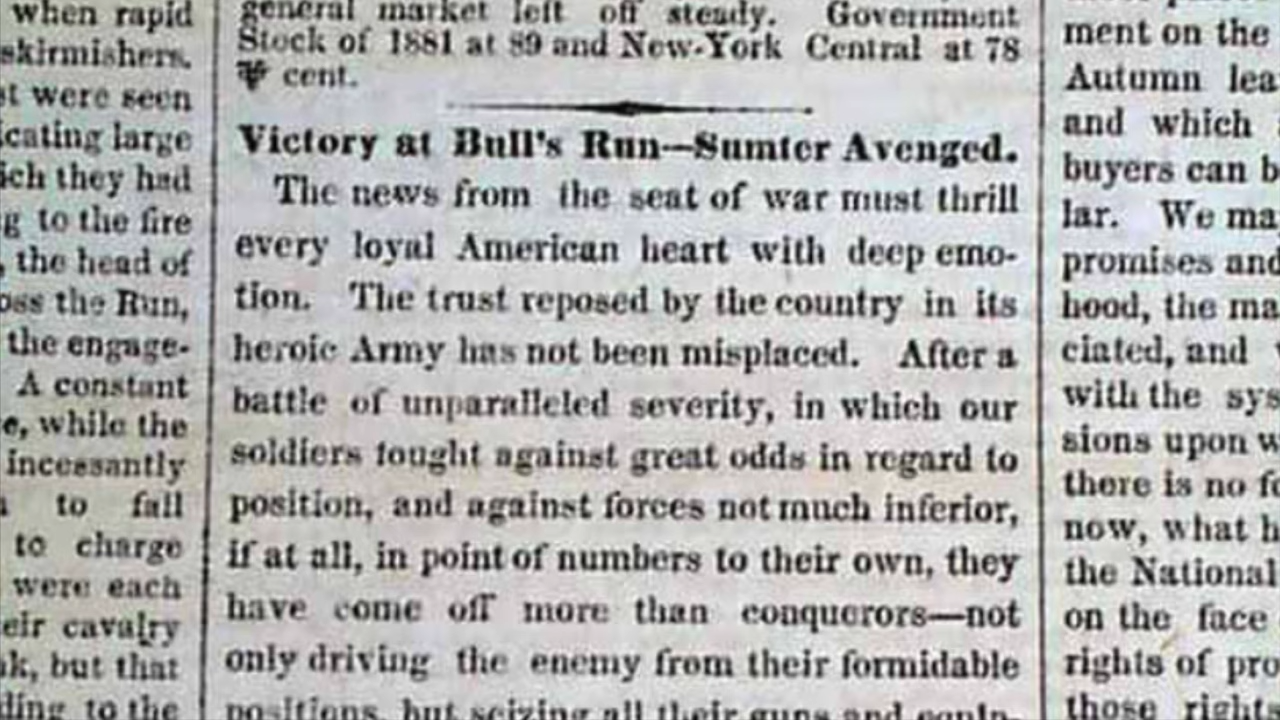 when rapid
skirmishers.
st were seen
icating large
ich they had
g to the fire
, the head of
oss the Run,
the engage-
A constant
e, while the
incessantly
to fall
to charge
were each
eir cavalry
k, but that
ding to the
general market left off steady. Government
Stock of 1881 at 89 and New-York Central at 78
cent.
Victory at Bull's Run—Sumter Avenged.
The news from the seat of war must thrill
every loyal American heart with deep emo-
tion. The trust reposed by the country in its
heroic Army has not been misplaced. After a
battle of unparalleled severity, in which our
soldiers fought against great odds in regard to
position, and against forces not much inferior,
if at all, in point of numbers to their own, they
have come off more than conquerors—not
only driving the enemy from their formidable
positions, but seizing all their guns and equip-
ment on the
Autumn lea
and which
buyers can b
lar. We ma
promises and
hood, the ma
ciated, and
with the sys
sions upon w
there is no fo
now, what h
the National
on the face
rights of pro
those rights